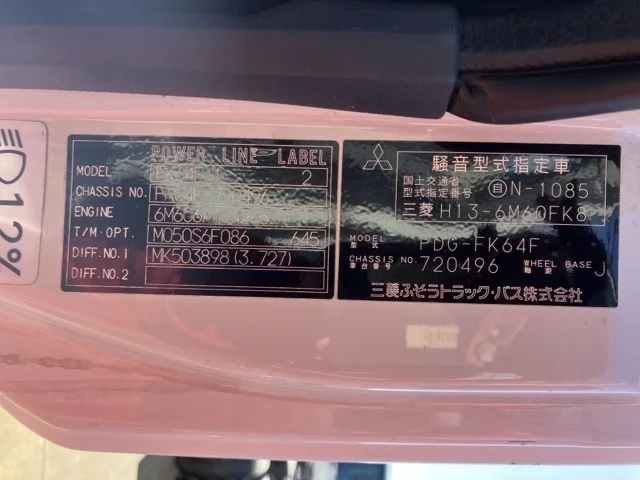 POWER LINE LABEL
MODEL 2
CHASSIS NO.
ENGINE
T/M.OPT. M050S6F086 645
DIFF.NO.1 MK503898(3.727)
DIFF.NO.2
騒音型式指定車
国土交通省
型式指定番号 自N-1085
三菱 H13-6M60FK8
MODEL
型式 PDG-FK64F
CHASSIS NO.
車台番号 720496 WHEEL BASE
軸距 J
三菱ふそうトラック・バス株式会社
12%